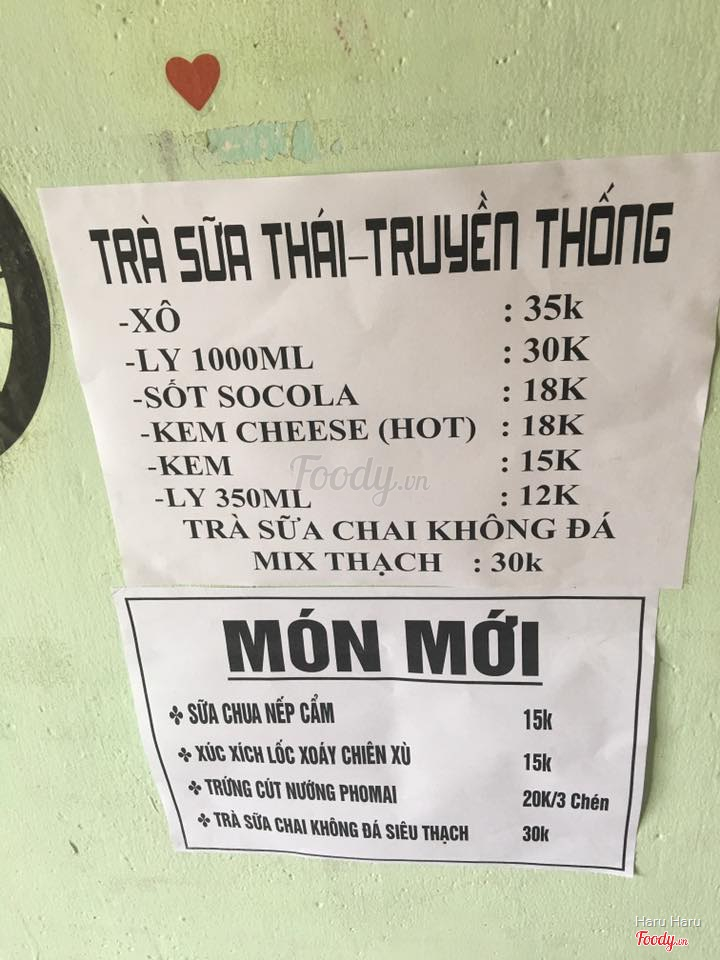 TRÀ SỮA THÁI-TRUYỀN THỐNG
-XÔ : 35k
-LY 1000ML : 30K
-SỐT SOCOLA : 18K
-KEM CHEESE (HOT) : 18K
-KEM : 15K
-LY 350ML : 12K
TRÀ SỮA CHAI KHÔNG ĐÁ
MIX THẠCH : 30k
Foody.vn
MÓN MỚI
✤ SỮA CHUA NẾP CẨM 15k
✤ XÚC XÍCH LỐC XOÁY CHIÊN XÙ 15k
✤ TRỨNG CÚT NƯỚNG PHOMAI 20K/3 Chén
✤ TRÀ SỮA CHAI KHÔNG ĐÁ SIÊU THẠCH 30k
Haru Haru
Foody.vn